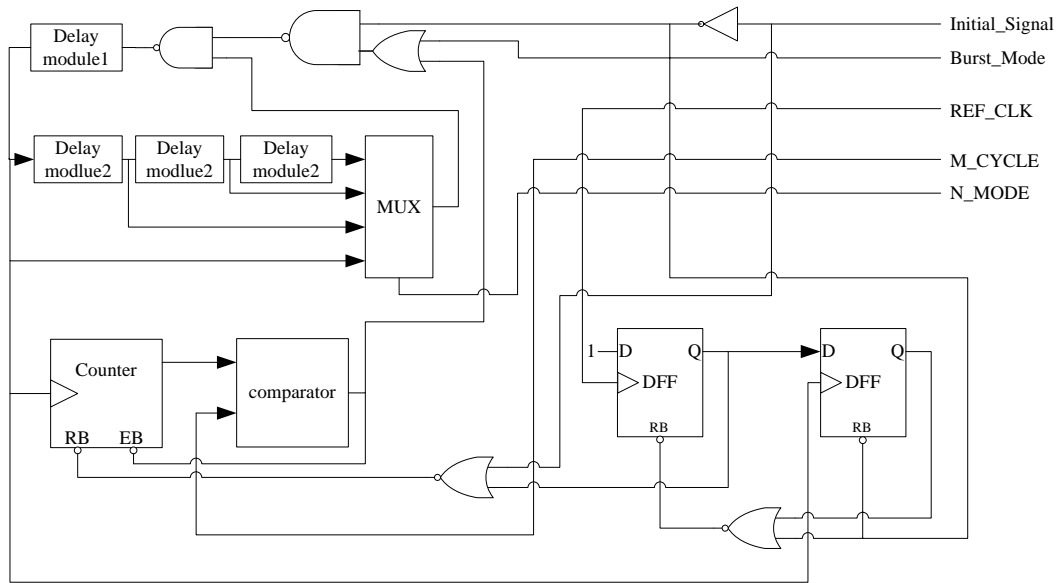 Initial_Signal
Delay
module1
Burst_Mode
REF_CLK
Delay
modlue2
Delay
modlue2
Delay
module2
M_CYCLE
MUX
N_MODE
1
D
Q
DFF
RB
D
Q
DFF
RB
Counter
RB
EB
comparator